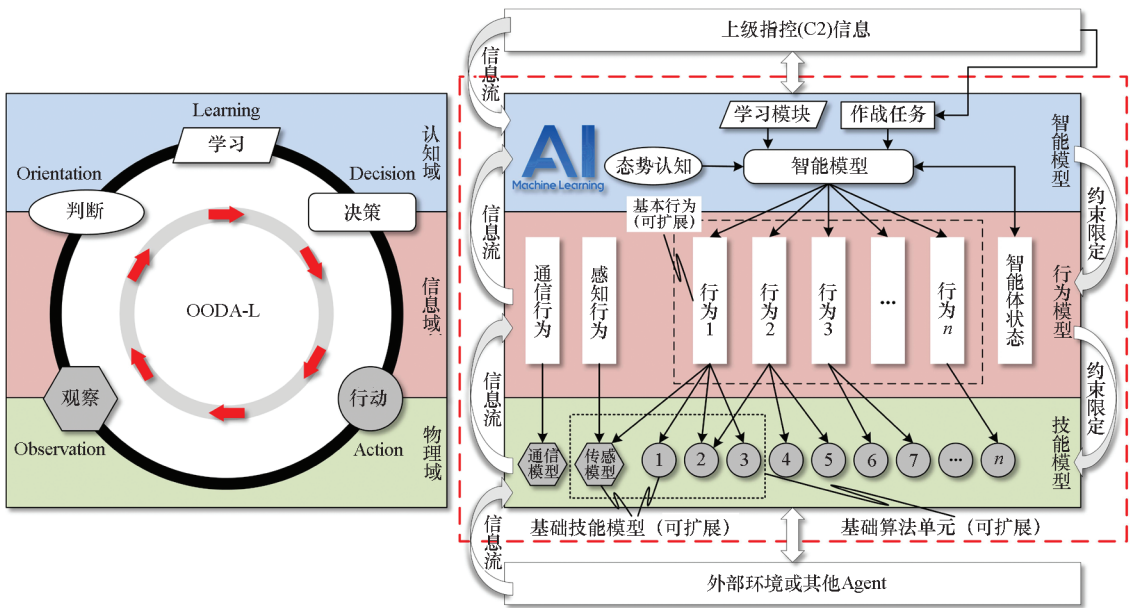 Learning
学习
认知域
Orientation
判断
Decision
决策
信息域
OODA-L
观察
Observation
行动
Action
物理域
上级指控(C2)信息
信息流
AI
Machine Learning
学习模块
作战任务
态势认知
智能模型
智能模型
约束限定
信息流
基本行为
(可扩展)
通信行为
感知行为
行为1
行为2
行为3
...
行为n
智能体状态
行为模型
约束限定
信息流
通信
模型
传感
模型
1
2
3
4
5
6
7
...
n
技能模型
基础技能模型（可扩展）
基础算法单元（可扩展）
信息流
外部环境或其他Agent